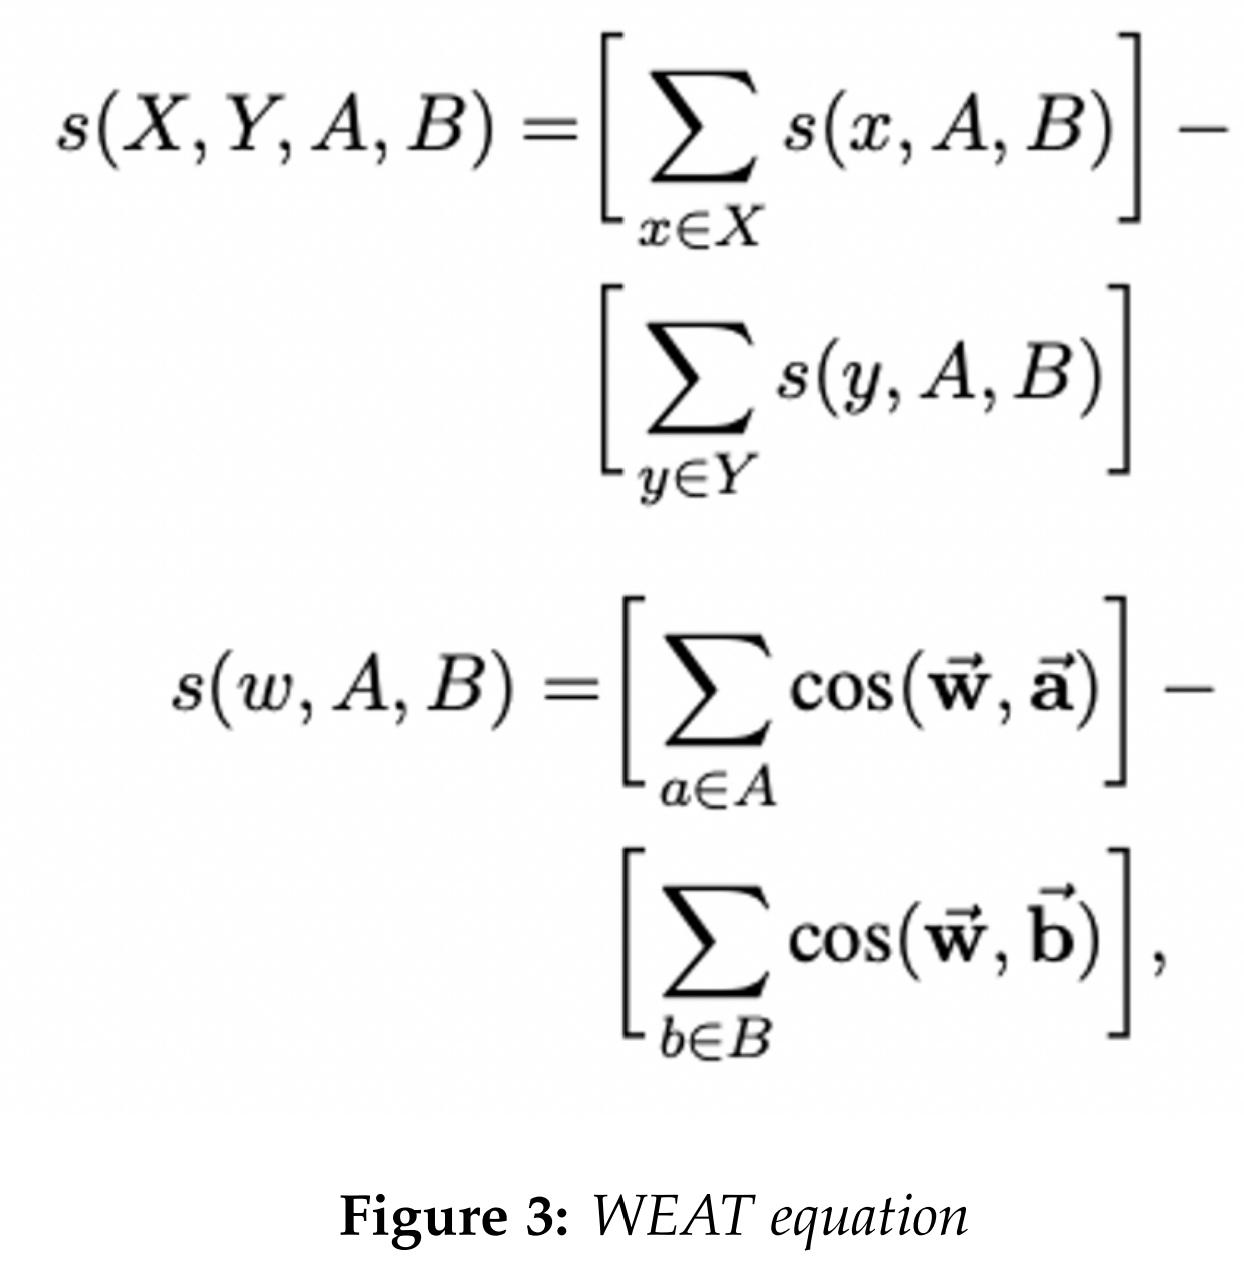 s(X, Y, A, B) = [∑_{x∈X} s(x, A, B)] −
[∑_{y∈Y} s(y, A, B)]
s(w, A, B) = [∑_{a∈A} cos(w⃗, a⃗)] −
[∑_{b∈B} cos(w⃗, b⃗)],
Figure 3: WEAT equation